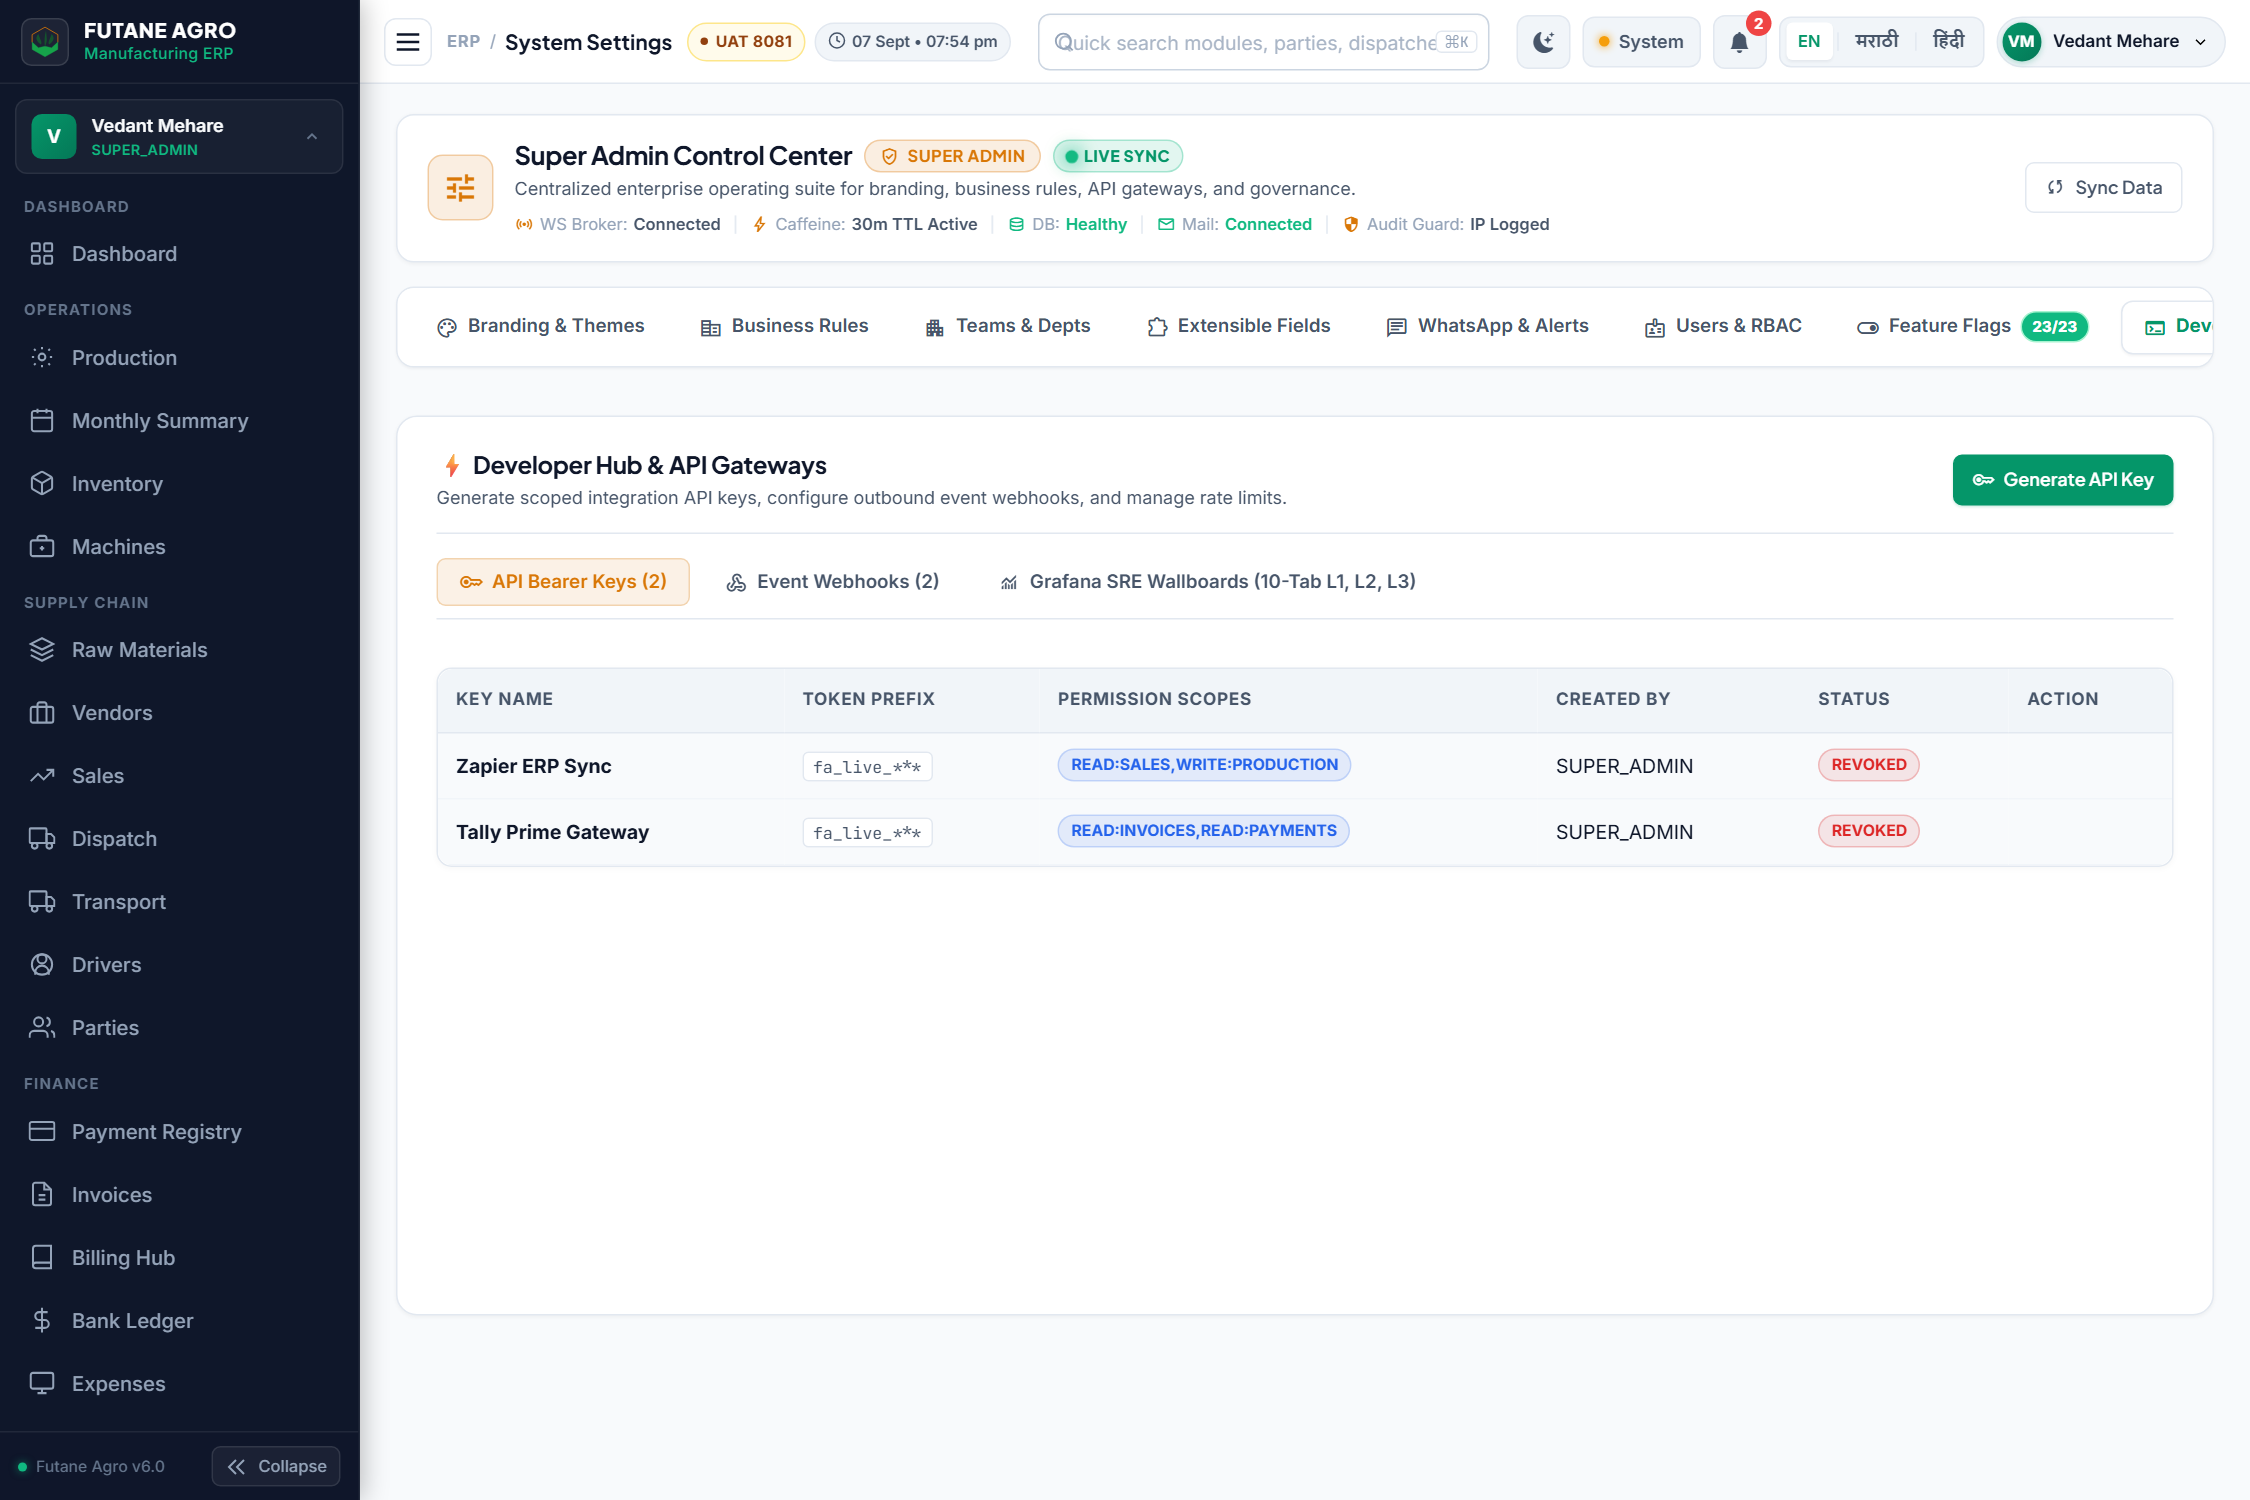 FUTANE AGRO
Manufacturing ERP
V
Vedant Mehare
SUPER_ADMIN
DASHBOARD
Dashboard
OPERATIONS
Production
Monthly Summary
Inventory
Machines
SUPPLY CHAIN
Raw Materials
Vendors
Sales
Dispatch
Transport
Drivers
Parties
FINANCE
Payment Registry
Invoices
Billing Hub
Bank Ledger
Expenses
Futane Agro v6.0
Collapse
ERP / System Settings
UAT 8081
07 Sept • 07:54 pm
Quick search modules, parties, dispatche
⌘K
System
2
EN
मराठी
हिंदी
VM
Vedant Mehare
Super Admin Control Center
SUPER ADMIN
LIVE SYNC
Centralized enterprise operating suite for branding, business rules, API gateways, and governance.
WS Broker: Connected
Caffeine: 30m TTL Active
DB: Healthy
Mail: Connected
Audit Guard: IP Logged
Sync Data
Branding & Themes
Business Rules
Teams & Depts
Extensible Fields
WhatsApp & Alerts
Users & RBAC
Feature Flags 23/23
Dev
Developer Hub & API Gateways
Generate scoped integration API keys, configure outbound event webhooks, and manage rate limits.
Generate API Key
API Bearer Keys (2)
Event Webhooks (2)
Grafana SRE Wallboards (10-Tab L1, L2, L3)
KEY NAME TOKEN PREFIX PERMISSION SCOPES CREATED BY STATUS ACTION
Zapier ERP Sync fa_live_*** READ:SALES,WRITE:PRODUCTION SUPER_ADMIN REVOKED
Tally Prime Gateway fa_live_*** READ:INVOICES,READ:PAYMENTS SUPER_ADMIN REVOKED